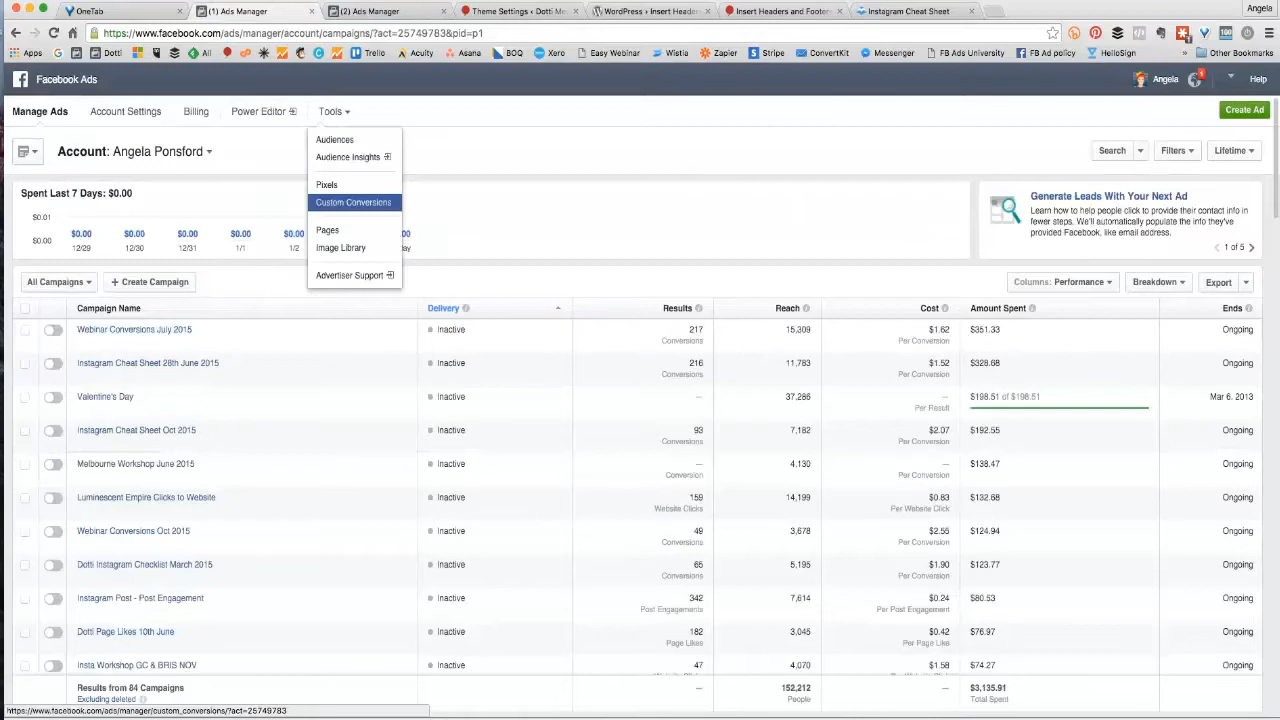 OneTab
(1) Ads Manager
(2) Ads Manager
Theme Settings « Dotti Me
WordPress › Insert Header
Insert Headers and Footer
Instagram Cheat Sheet
Angela
https://www.facebook.com/ads/manager/account/campaigns/?act=25749783&pid=p1
Apps
Dotti
All
Trello
Acuity
Asana
BOQ
Xero
Easy Webinar
Wistia
Zapier
Stripe
ConvertKit
Messenger
FB Ads University
FB Ad policy
HelloSign
»
Other Bookmarks
Facebook Ads
Angela
1
Help
Manage Ads
Account Settings
Billing
Power Editor
Tools
Create Ad
Audiences
Audience Insights
Pixels
Custom Conversions
Pages
Image Library
Advertiser Support
Account: Angela Ponsford
Search
Filters
Lifetime
Spent Last 7 Days: $0.00
$0.01
$0.00
$0.00 $0.00 $0.00 $0.00 $0.00
12/29 12/30 12/31 1/1 1/2
Generate Leads With Your Next Ad
Learn how to help people click to provide their contact info in
fewer steps. We'll automatically populate the info they've
provided Facebook, like email address.
1 of 5
All Campaigns
+ Create Campaign
Columns: Performance
Breakdown
Export
Campaign Name Delivery Results Reach Cost Amount Spent Ends
Webinar Conversions July 2015 Inactive 217 15,309 $1.62 $351.33 Ongoing
Conversions Per Conversion
Instagram Cheat Sheet 28th June 2015 Inactive 216 11,783 $1.52 $328.68 Ongoing
Conversions Per Conversion
Valentine's Day Inactive — 37,286 — $198.51 of $198.51 Mar 6, 2013
Per Result
Instagram Cheat Sheet Oct 2015 Inactive 93 7,182 $2.07 $192.55 Ongoing
Conversions Per Conversion
Melbourne Workshop June 2015 Inactive — 4,130 — $138.47 Ongoing
Conversion Per Conversion
Luminescent Empire Clicks to Website Inactive 159 14,199 $0.83 $132.68 Ongoing
Website Clicks Per Website Click
Webinar Conversions Oct 2015 Inactive 49 3,678 $2.55 $124.94 Ongoing
Conversions Per Conversion
Dotti Instagram Checklist March 2015 Inactive 65 5,195 $1.90 $123.77 Ongoing
Conversions Per Conversion
Instagram Post - Post Engagement Inactive 342 7,614 $0.24 $80.53 Ongoing
Post Engagements Per Post Engagement
Dotti Page Likes 10th June Inactive 182 3,045 $0.42 $76.97 Ongoing
Page Likes Per Page Like
Insta Workshop GC & BRIS NOV Inactive 47 4,070 $1.58 $74.27 Ongoing
Results from 84 Campaigns — 152,212 — $3,135.91
Excluding deleted People Total Spent
https://www.facebook.com/ads/manager/custom_conversions/?act=25749783